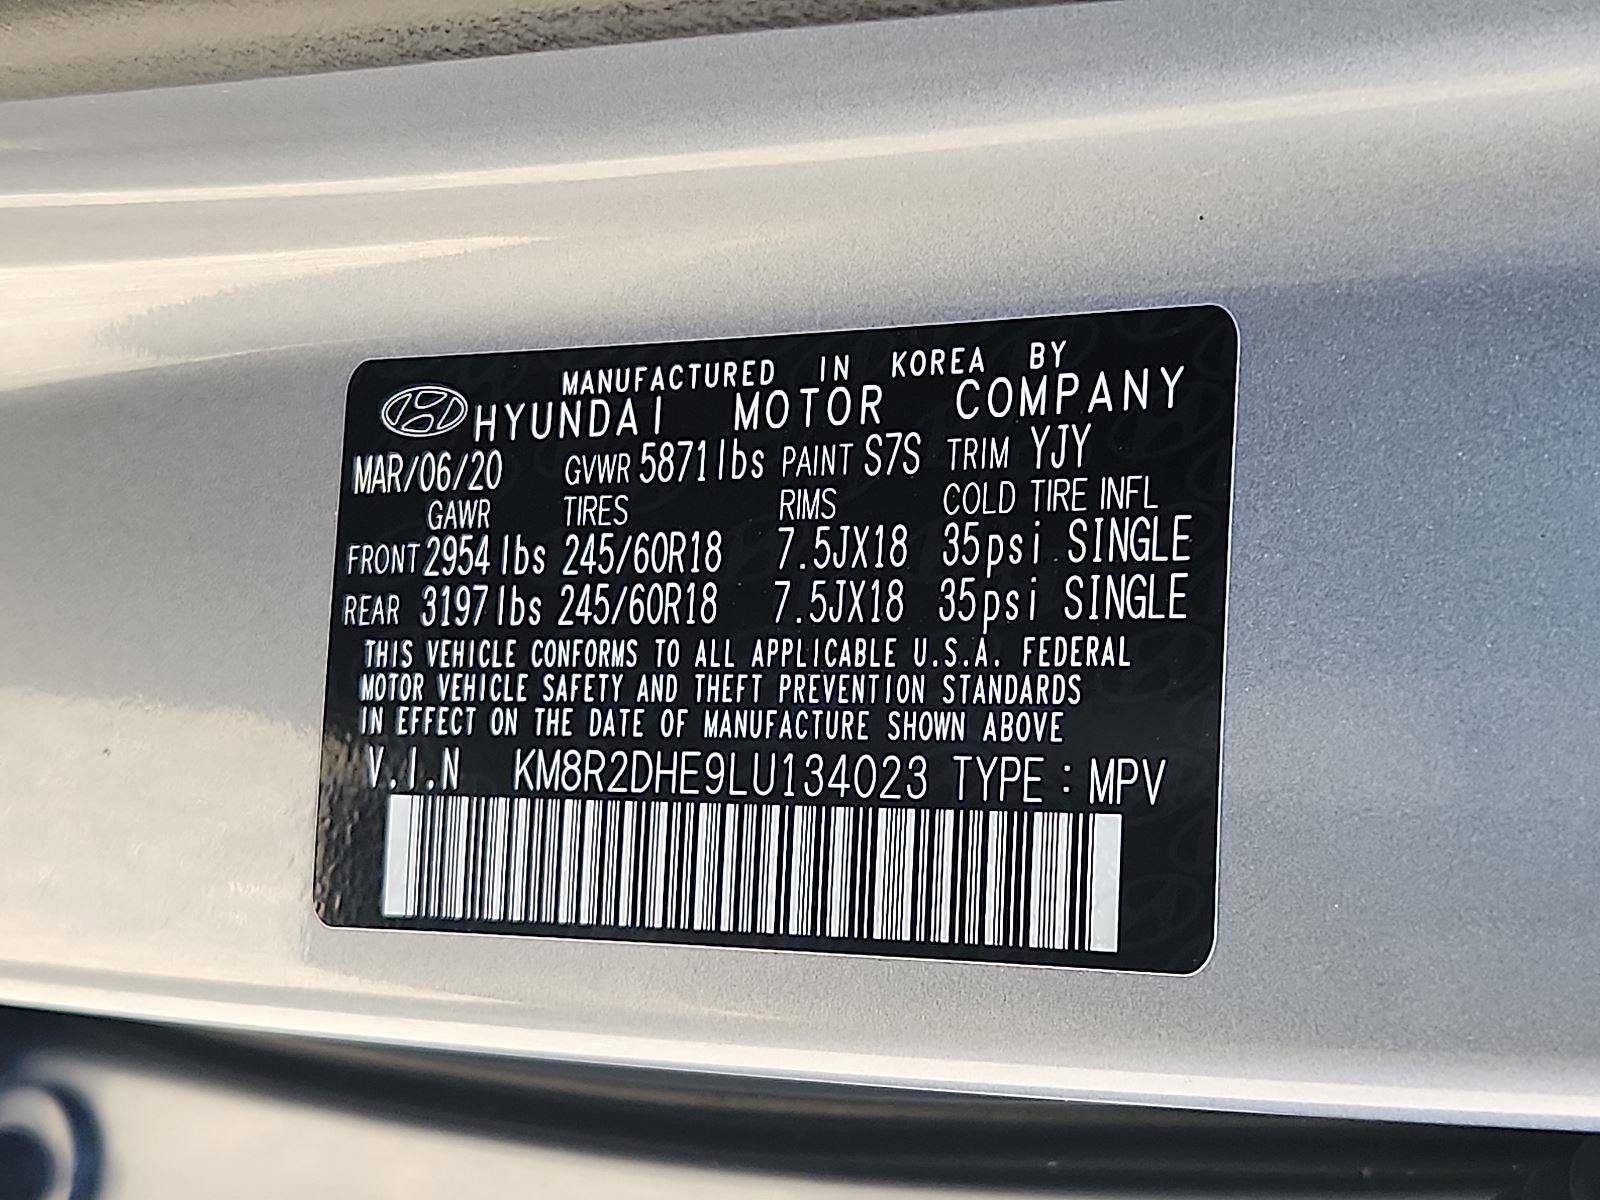 MANUFACTURED IN KOREA BY
HYUNDAI MOTOR COMPANY
MAR/06/20 GVWR 5871lbs PAINT S7S TRIM YJY
GAWR TIRES RIMS COLD TIRE INFL
FRONT 2954lbs 245/60R18 7.5JX18 35psi SINGLE
REAR 3197lbs 245/60R18 7.5JX18 35psi SINGLE
THIS VEHICLE CONFORMS TO ALL APPLICABLE U.S.A. FEDERAL
MOTOR VEHICLE SAFETY AND THEFT PREVENTION STANDARDS
IN EFFECT ON THE DATE OF MANUFACTURE SHOWN ABOVE
V.I.N KM8R2DHE9LU134023 TYPE : MPV